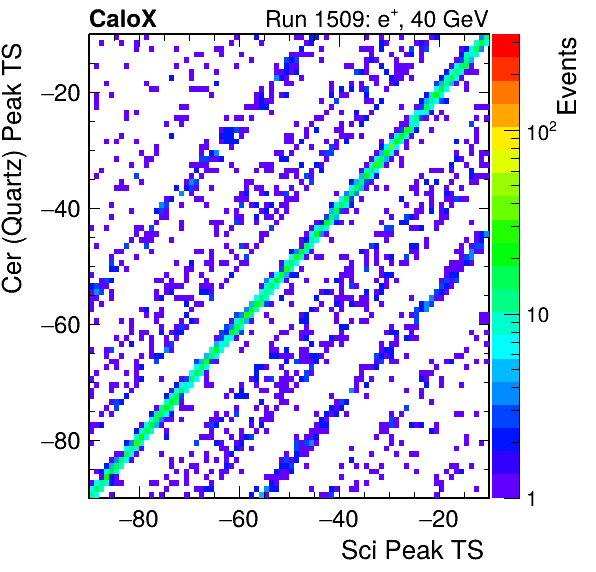 CaloX Run 1509: e⁺, 40 GeV
Cer (Quartz) Peak TS
−20
−40
−60
−80
−80 −60 −40 −20
Sci Peak TS
Events
10²
10
1